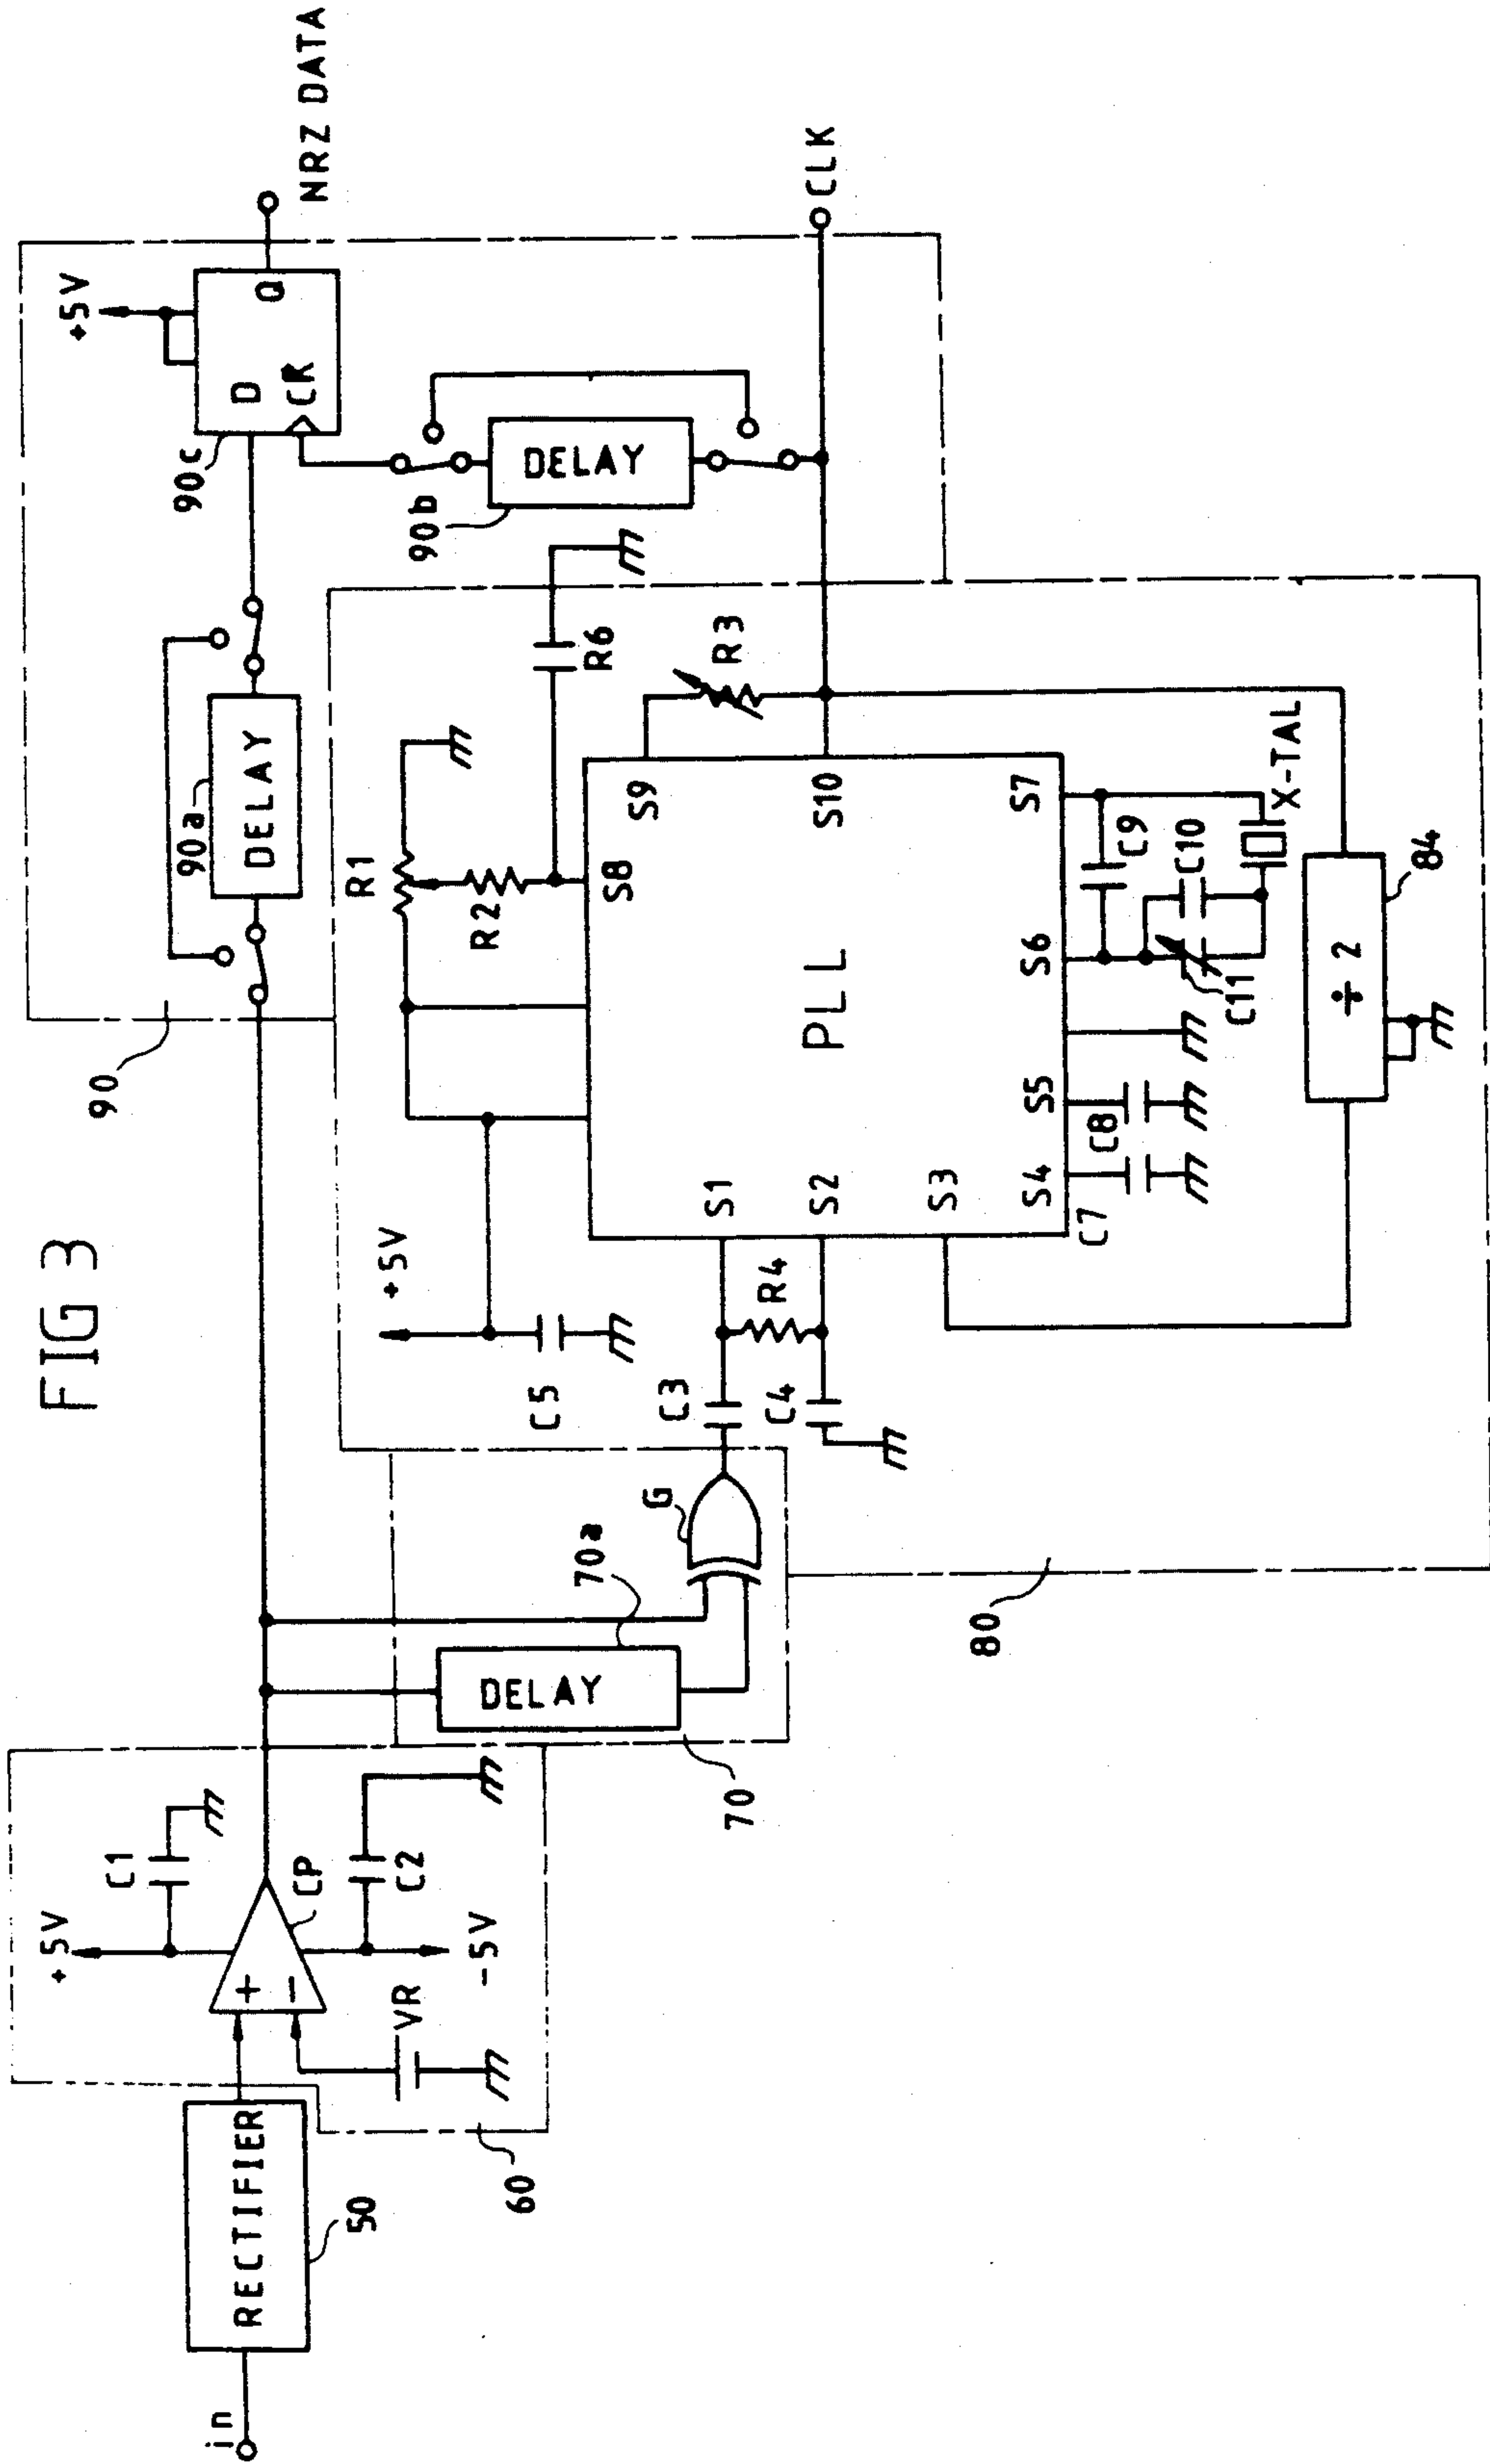 FIG 3
in
RECTIFIER
50
60
+5V
C1
+
−
CP
VR
C2
-5V
70
DELAY
70a
G
80
90
90a
DELAY
90c
D
Q
CK
+5V
NRZ DATA
90b
DELAY
CLK
+5V
C5
C3
C4
R4
R1
R2
R6
R3
PLL
S1
S2
S3
S4
S5
S6
S7
S8
S9
S10
C7
C8
C9
C10
C11
X-TAL
÷ 2
84